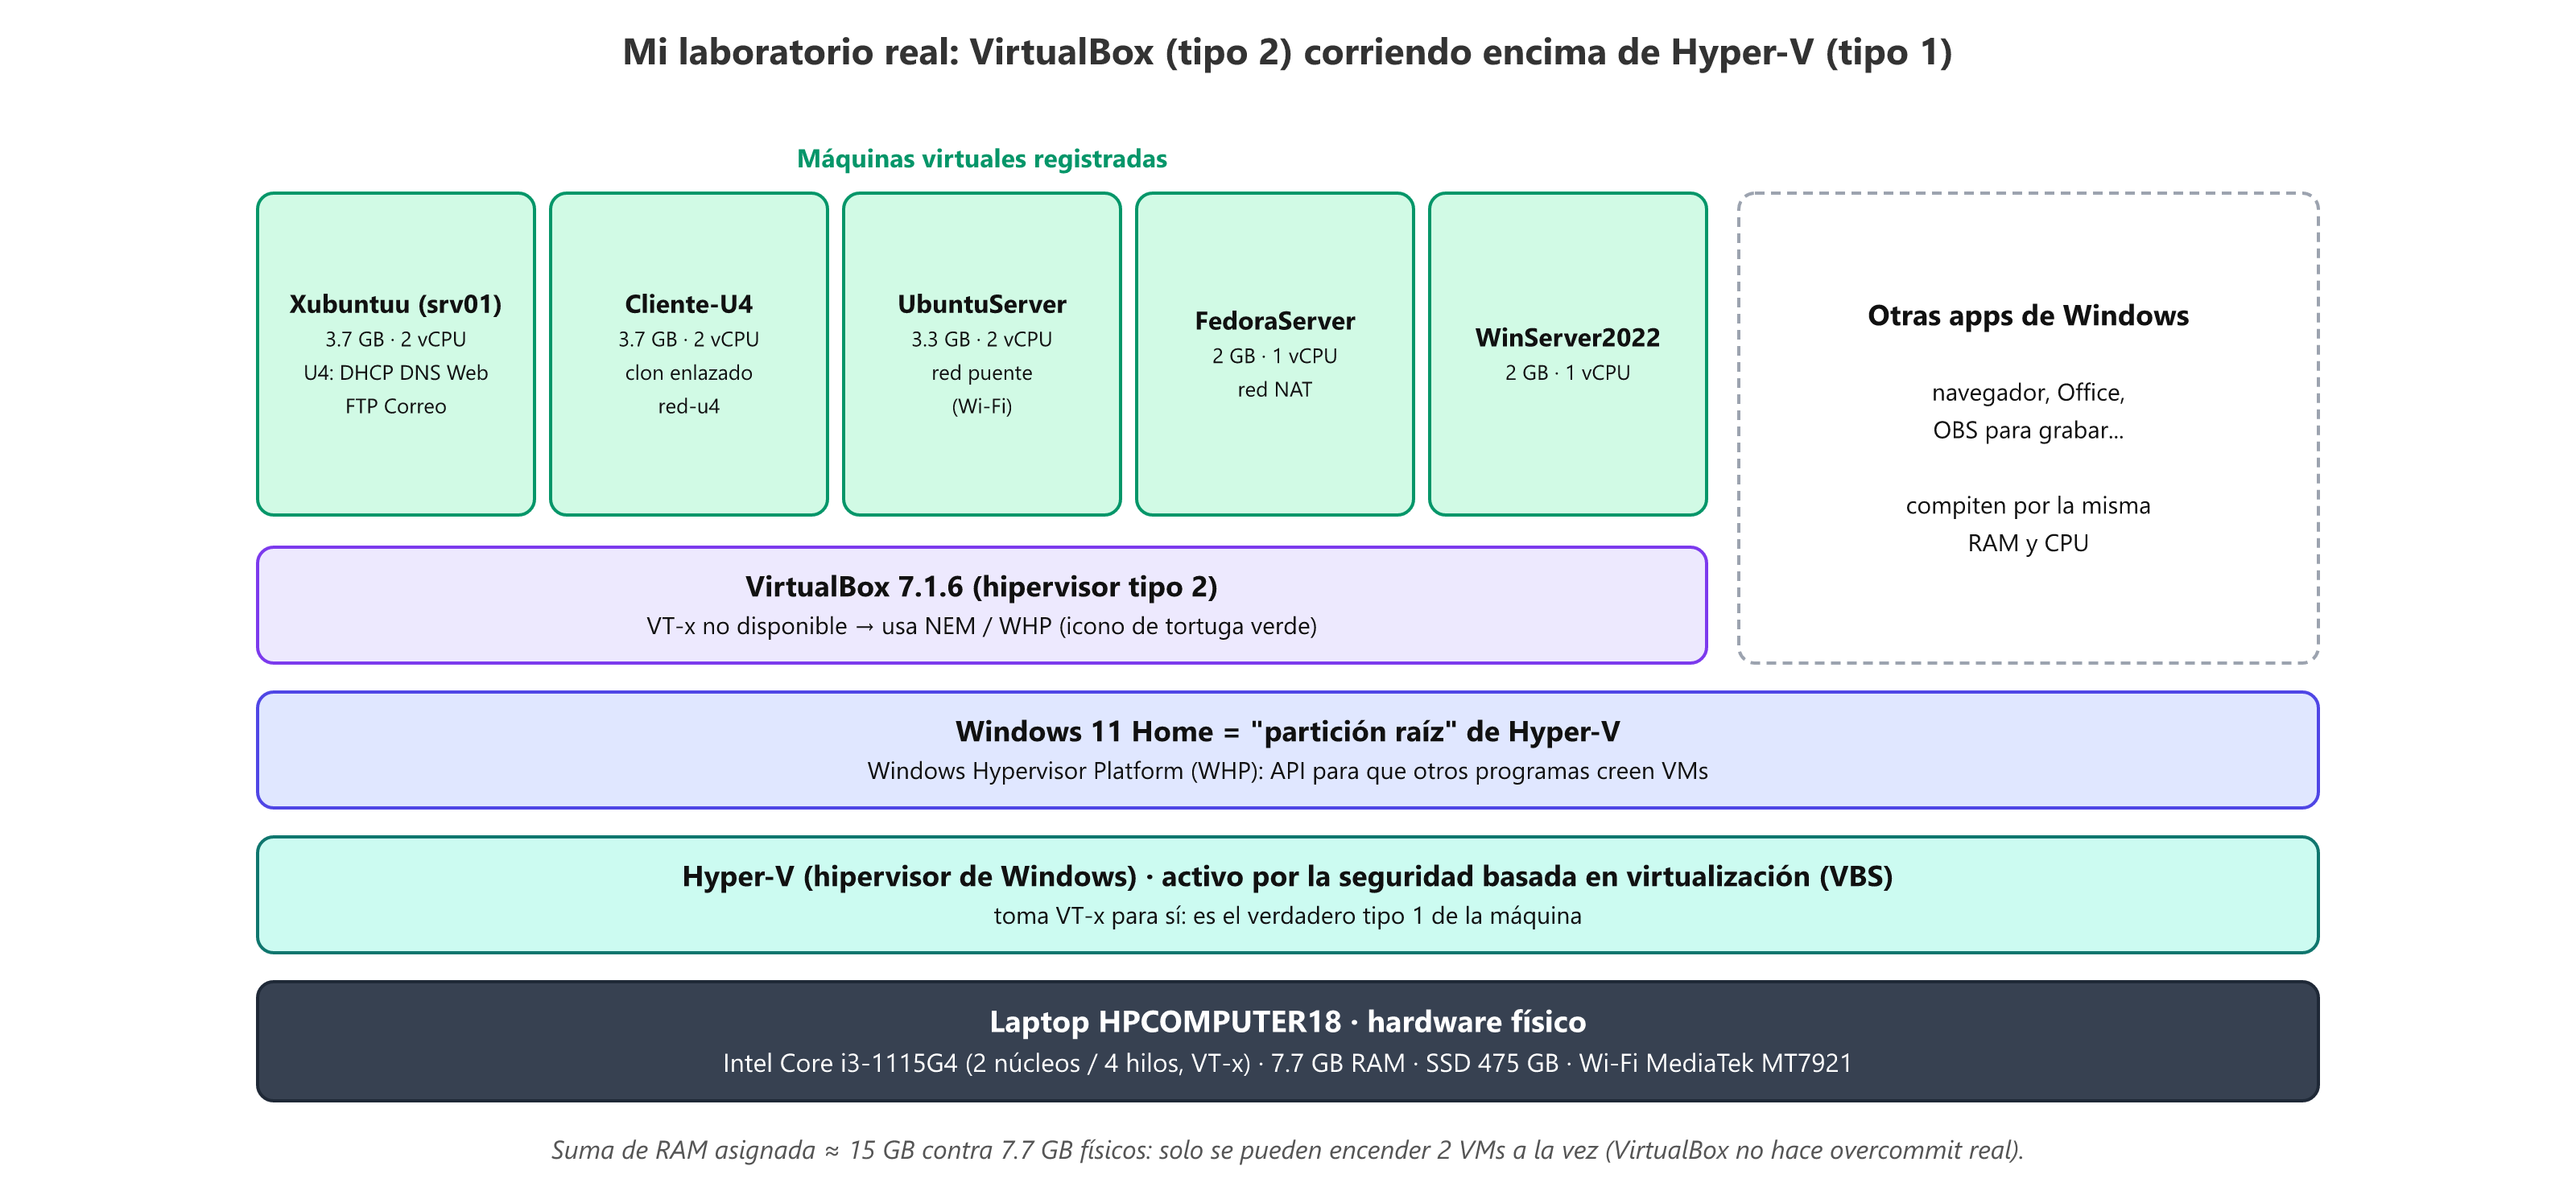 Mi laboratorio real: VirtualBox (tipo 2) corriendo encima de Hyper-V (tipo 1)
Máquinas virtuales registradas
Xubuntuu (srv01)
3.7 GB · 2 vCPU
U4: DHCP DNS Web
FTP Correo
Cliente-U4
3.7 GB · 2 vCPU
clon enlazado
red-u4
UbuntuServer
3.3 GB · 2 vCPU
red puente
(Wi-Fi)
FedoraServer
2 GB · 1 vCPU
red NAT
WinServer2022
2 GB · 1 vCPU
Otras apps de Windows
navegador, Office,
OBS para grabar...
compiten por la misma
RAM y CPU
VirtualBox 7.1.6 (hipervisor tipo 2)
VT-x no disponible → usa NEM / WHP (icono de tortuga verde)
Windows 11 Home = "partición raíz" de Hyper-V
Windows Hypervisor Platform (WHP): API para que otros programas creen VMs
Hyper-V (hipervisor de Windows) · activo por la seguridad basada en virtualización (VBS)
toma VT-x para sí: es el verdadero tipo 1 de la máquina
Laptop HPCOMPUTER18 · hardware físico
Intel Core i3-1115G4 (2 núcleos / 4 hilos, VT-x) · 7.7 GB RAM · SSD 475 GB · Wi-Fi MediaTek MT7921
Suma de RAM asignada ≈ 15 GB contra 7.7 GB físicos: solo se pueden encender 2 VMs a la vez (VirtualBox no hace overcommit real).